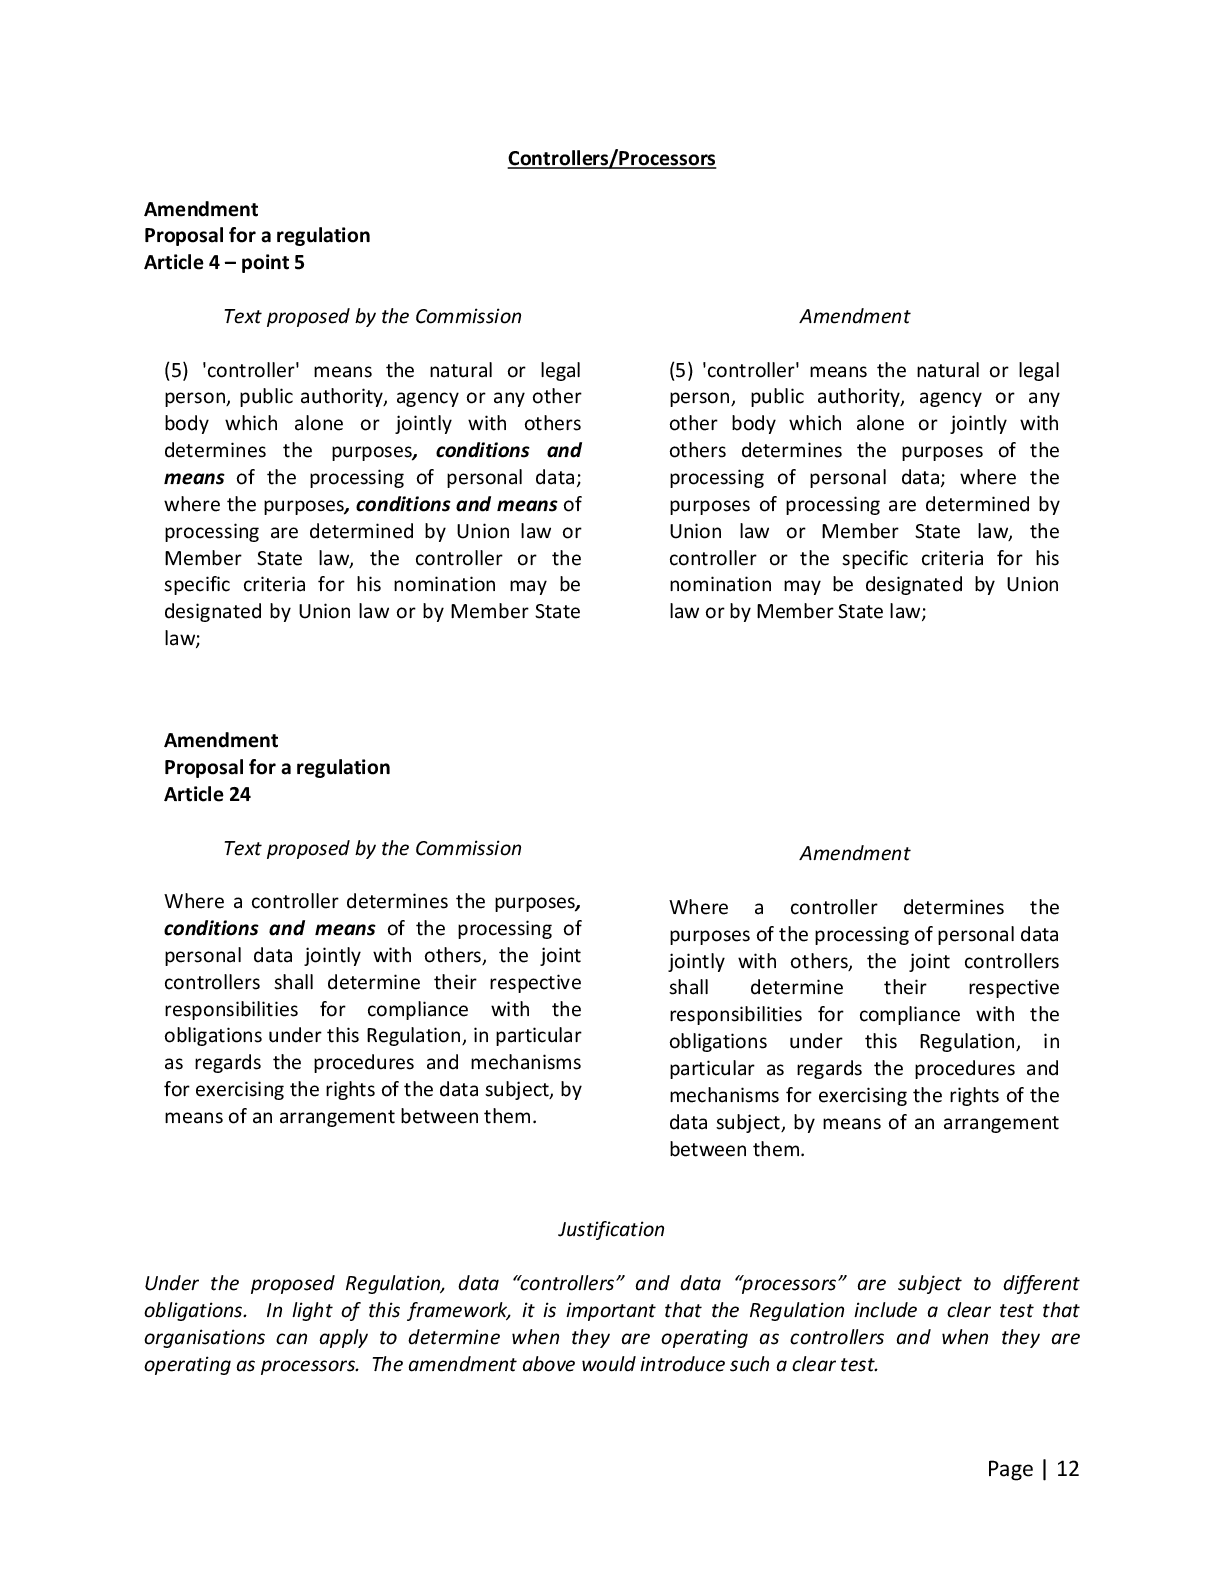 Controllers/Processors
Amendment
Proposal for a regulation
Article 4 – point 5
Text proposed by the Commission
(5) 'controller' means the natural or legal
person, public authority, agency or any other
body which alone or jointly with others
determines the purposes, conditions and
means of the processing of personal data;
where the purposes, conditions and means of
processing are determined by Union law or
Member State law, the controller or the
specific criteria for his nomination may be
designated by Union law or by Member State
law;
Amendment
(5) 'controller' means the natural or legal
person, public authority, agency or any
other body which alone or jointly with
others determines the purposes of the
processing of personal data; where the
purposes of processing are determined by
Union law or Member State law, the
controller or the specific criteria for his
nomination may be designated by Union
law or by Member State law;
Amendment
Proposal for a regulation
Article 24
Text proposed by the Commission
Where a controller determines the purposes,
conditions and means of the processing of
personal data jointly with others, the joint
controllers shall determine their respective
responsibilities for compliance with the
obligations under this Regulation, in particular
as regards the procedures and mechanisms
for exercising the rights of the data subject, by
means of an arrangement between them.
Amendment
Where a controller determines the
purposes of the processing of personal data
jointly with others, the joint controllers
shall determine their respective
responsibilities for compliance with the
obligations under this Regulation, in
particular as regards the procedures and
mechanisms for exercising the rights of the
data subject, by means of an arrangement
between them.
Justification
Under the proposed Regulation, data “controllers” and data “processors” are subject to different
obligations.  In light of this framework, it is important that the Regulation include a clear test that
organisations can apply to determine when they are operating as controllers and when they are
operating as processors.  The amendment above would introduce such a clear test.
Page | 12